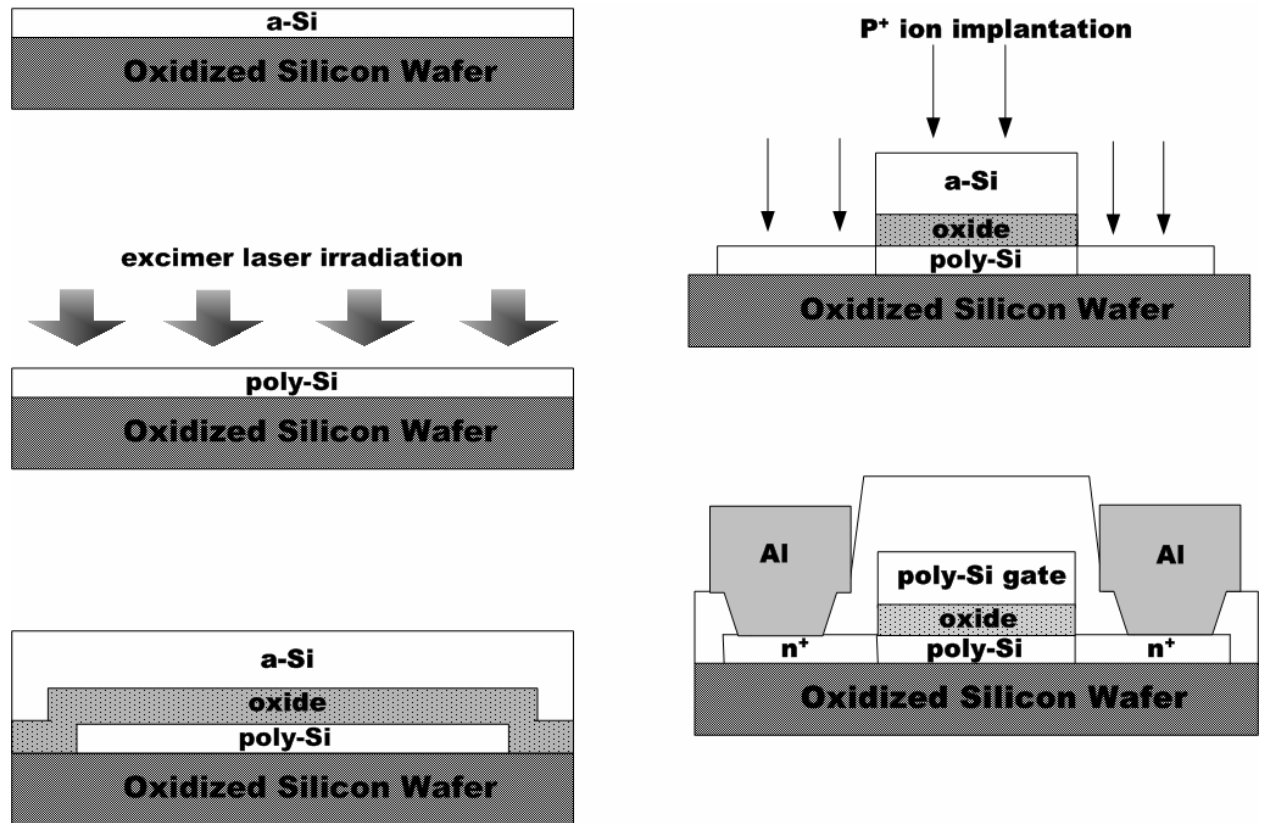 a-Si
Oxidized Silicon Wafer
excimer laser irradiation
poly-Si
Oxidized Silicon Wafer
a-Si
oxide
poly-Si
Oxidized Silicon Wafer
P⁺ ion implantation
a-Si
oxide
poly-Si
Oxidized Silicon Wafer
Al
Al
poly-Si gate
oxide
n⁺ poly-Si n⁺
Oxidized Silicon Wafer